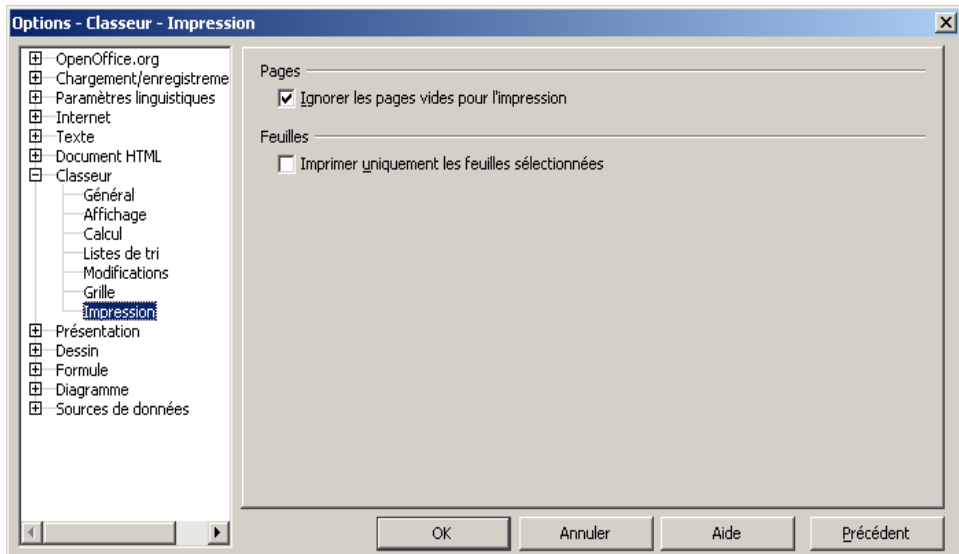 Options - Classeur - Impression
OpenOffice.org
Chargement/enregistreme
Paramètres linguistiques
Internet
Texte
Document HTML
Classeur
Général
Affichage
Calcul
Listes de tri
Modifications
Grille
Impression
Présentation
Dessin
Formule
Diagramme
Sources de données
Pages
Ignorer les pages vides pour l'impression
Feuilles
Imprimer uniquement les feuilles sélectionnées
OK
Annuler
Aide
Précédent